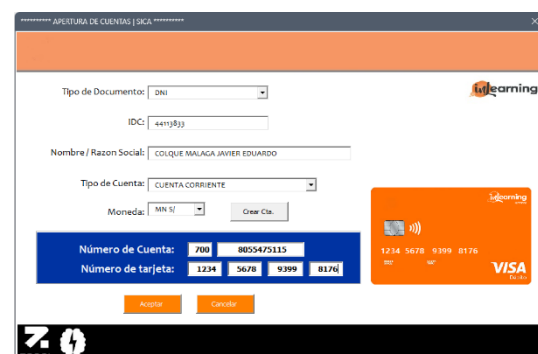 ********** APERTURA DE CUENTAS | SICA **********
Tipo de Documento: DNI
learning
IDC: 44113833
Nombre / Razon Social: COLQUE MALAGA JAVIER EDUARDO
Tipo de Cuenta: CUENTA CORRIENTE
Moneda: MN S/ Crear Cta.
learning
Número de Cuenta: 700 8055475115
1234 5678 9399 8176
Número de tarjeta: 1234 5678 9399 8176
VISA
Aceptar Cancelar